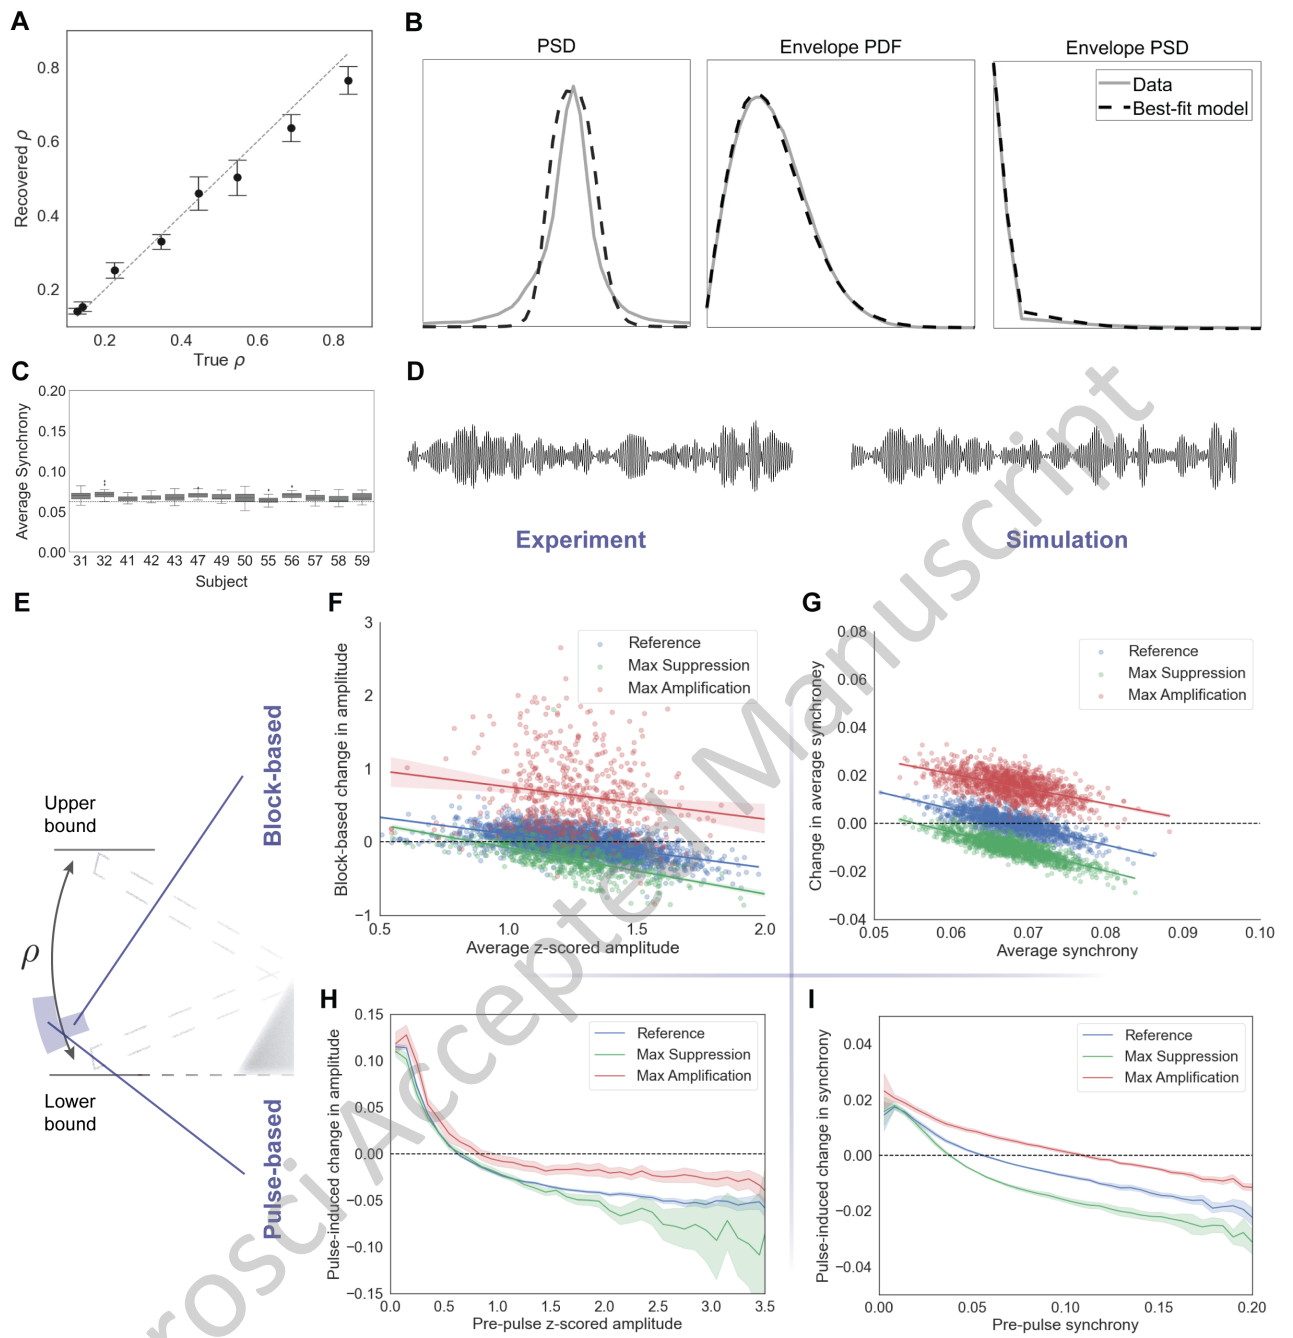 A
Recovered ρ
0.8
0.6
0.4
0.2
0.2 0.4 0.6 0.8
True ρ
B
PSD
Envelope PDF
Envelope PSD
Data
Best-fit model
C
Average Synchrony
0.20
0.15
0.10
0.05
0.00
31 32 41 42 43 47 49 50 55 56 57 58 59
Subject
D
Experiment
Simulation
E
Upper
bound
ρ
Lower
bound
Block-based
Pulse-based
F
Block-based change in amplitude
3
2
1
0
−1
0.5 1.0 1.5 2.0
Average z-scored amplitude
Reference
Max Suppression
Max Amplification
G
Change in average synchroney
0.08
0.06
0.04
0.02
0.00
−0.02
−0.04
0.05 0.06 0.07 0.08 0.09 0.10
Average synchrony
Reference
Max Suppression
Max Amplification
H
Pulse-induced change in amplitude
0.15
0.10
0.05
0.00
−0.05
−0.10
−0.15
0.0 0.5 1.0 1.5 2.0 2.5 3.0 3.5
Pre-pulse z-scored amplitude
Reference
Max Suppression
Max Amplification
I
Pulse-induced change in synchrony
0.04
0.02
0.00
−0.02
−0.04
0.00 0.05 0.10 0.15 0.20
Pre-pulse synchrony
Reference
Max Suppression
Max Amplification
rosci Accepted Manuscript